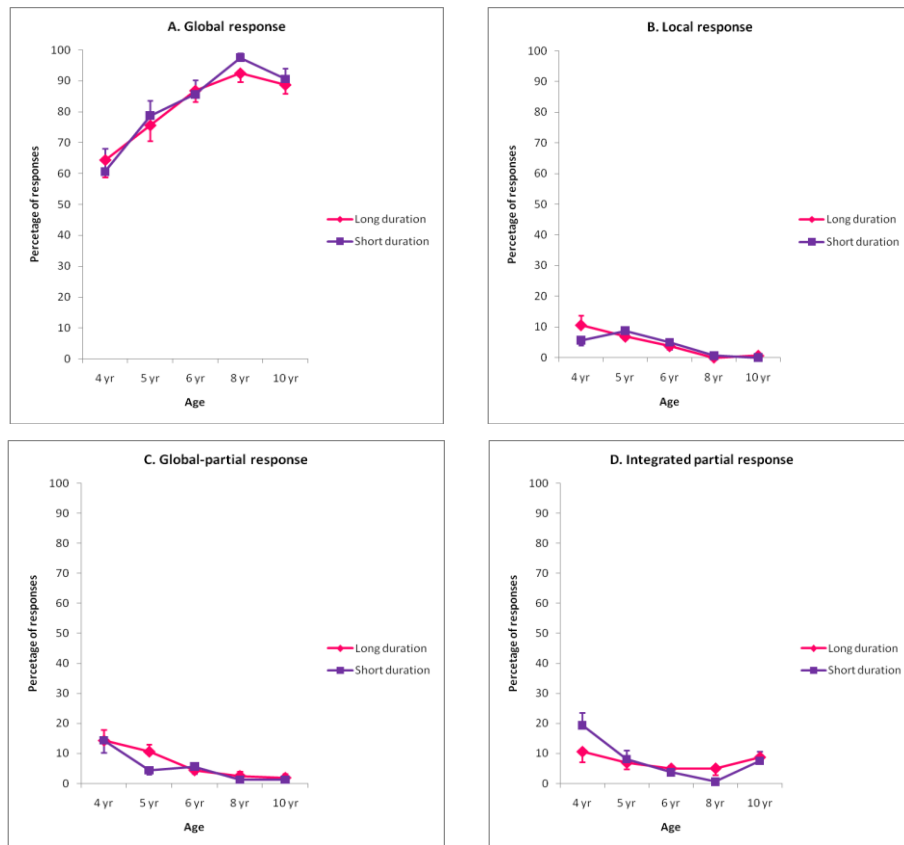 A. Global response
100
90
80
70
60
50
40
30
20
10
0
Percetage of responses
4 yr 5 yr 6 yr 8 yr 10 yr
Age
Long duration
Short duration
B. Local response
100
90
80
70
60
50
40
30
20
10
0
Percetage of responses
4 yr 5 yr 6 yr 8 yr 10 yr
Age
Long duration
Short duration
C. Global-partial response
100
90
80
70
60
50
40
30
20
10
0
Percetage of responses
4 yr 5 yr 6 yr 8 yr 10 yr
Age
Long duration
Short duration
D. Integrated partial response
100
90
80
70
60
50
40
30
20
10
0
Percetage of responses
4 yr 5 yr 6 yr 8 yr 10 yr
Age
Long duration
Short duration